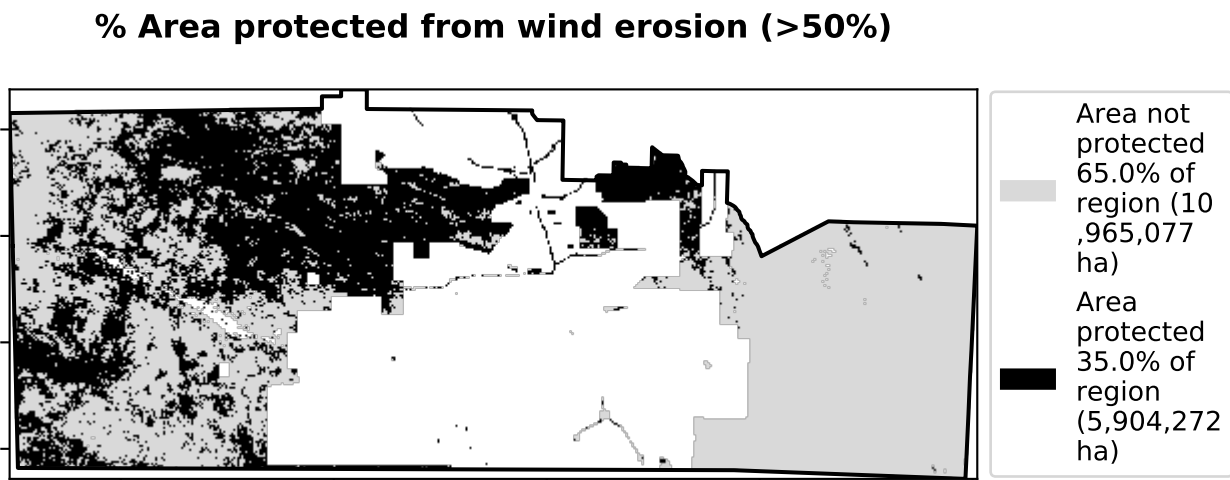 % Area protected from wind erosion (>50%)
Area not
protected
65.0% of
region (10
,965,077
ha)
Area
protected
35.0% of
region
(5,904,272
ha)